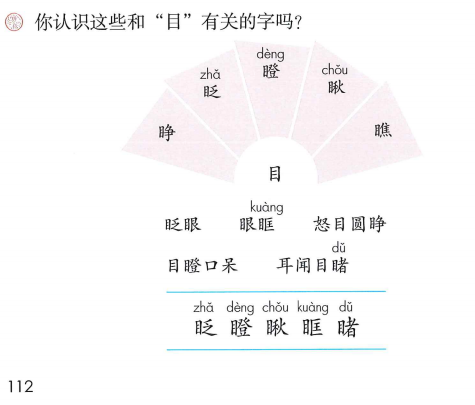 你认识这些和“目”有关的字吗？
dèng
zhǎ chǒu
睁 眨 瞪 瞅 瞧
目
kuàng
眨眼 眼眶 怒目圆睁
dǔ
目瞪口呆 耳闻目睹
zhǎ dèng chǒu kuàng dǔ
眨 瞪 瞅 眶 睹
112